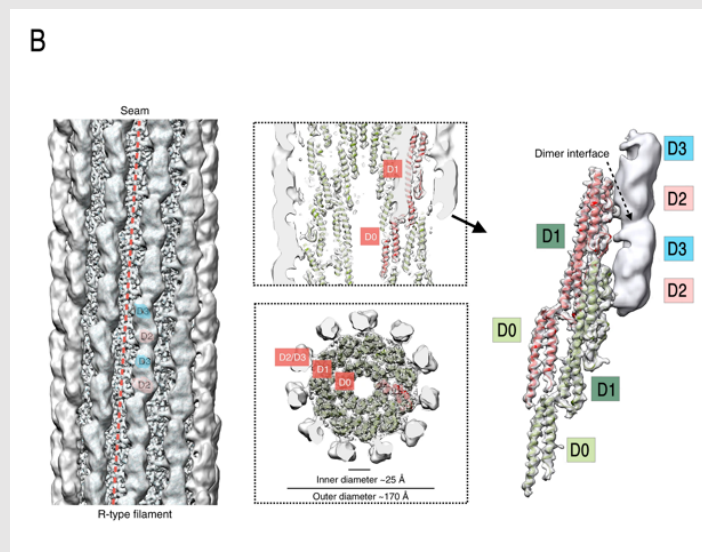 B
Seam
D3
D2
D3
D2
R-type filament
D1
D0
D2/D3
D1
D0
Inner diameter ~25 Å
Outer diameter ~170 Å
Dimer interface
D3
D2
D1
D3
D2
D0
D1
D0